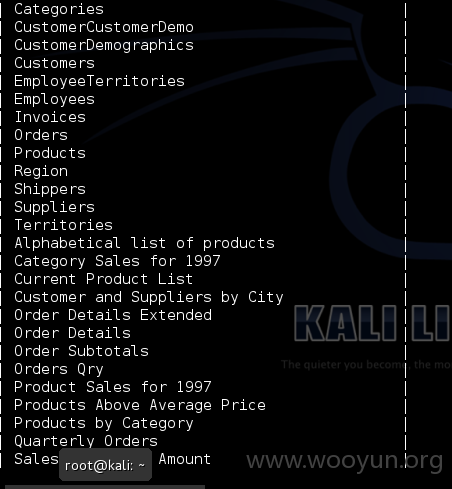 Categories
CustomerCustomerDemo
CustomerDemographics
Customers
EmployeeTerritories
Employees
Invoices
Orders
Products
Region
Shippers
Suppliers
Territories
Alphabetical list of products
Category Sales for 1997
Current Product List
Customer and Suppliers by City
Order Details Extended
KALI LI
Order Details
Order Subtotals
The quieter you become, the mo
Orders Qry
Product Sales for 1997
Products Above Average Price
Products by Category
Quarterly Orders
Sales Amount
root@kali: ~
www.wooyun.org